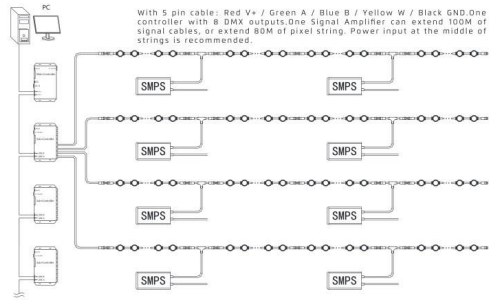 PC
With 5 pin cable: Red V+ / Green A / Blue B / Yellow W / Black GND.One
controller with 8 DMX outputs.One Signal Amplifier can extend 100M of
signal cables, or extend 80M of pixel string. Power input at the middle of
strings is recommended.
SMPS
SMPS
SMPS
SMPS
SMPS
SMPS
SMPS
SMPS